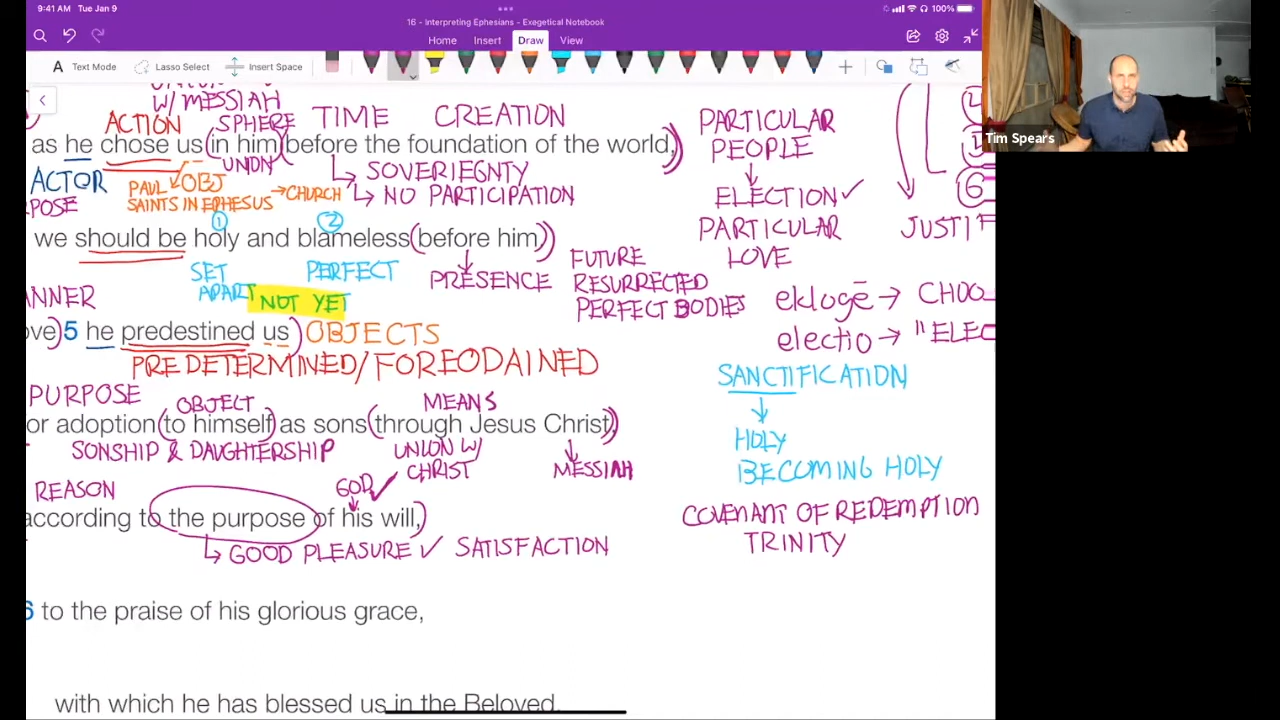 9:41 AM Tue Jan 9
100%
16 - Interpreting Ephesians - Exegetical Notebook
Home Insert Draw View
A Text Mode Lasso Select Insert Space
Tim Spears
W/ MESSIAH
ACTION SPHERE TIME CREATION
as he chose us (in him) (before the foundation of the world,)
UNION
ACTOR OBJ SOVERIEGNTY
PAUL
SAINTS IN EPHESUS → CHURCH
NO PARTICIPATION
RPOSE
1 2
we should be holy and blameless (before him,)
SET APART PERFECT PRESENCE
NOT YET
FUTURE
RESURRECTED
PERFECT BODIES
ANNER
ove) 5 he predestined us) OBJECTS
PREDETERMINED/FOREODAINED
PURPOSE OBJECT MEANS
or adoption (to himself) as sons (through Jesus Christ,)
SONSHIP & DAUGHTERSHIP UNION W/ CHRIST MESSIAH
REASON GOD ✓
according to the purpose of his will,)
GOOD PLEASURE ✓ SATISFACTION
6 to the praise of his glorious grace,
with which he has blessed us in the Beloved.
PARTICULAR
PEOPLE
ELECTION ✓
PARTICULAR
LOVE
JUSTIF
6
eklogē → CHOO
electio → "ELEC
SANCTIFICATION
HOLY
BECOMING HOLY
COVENANT OF REDEMPTION
TRINITY